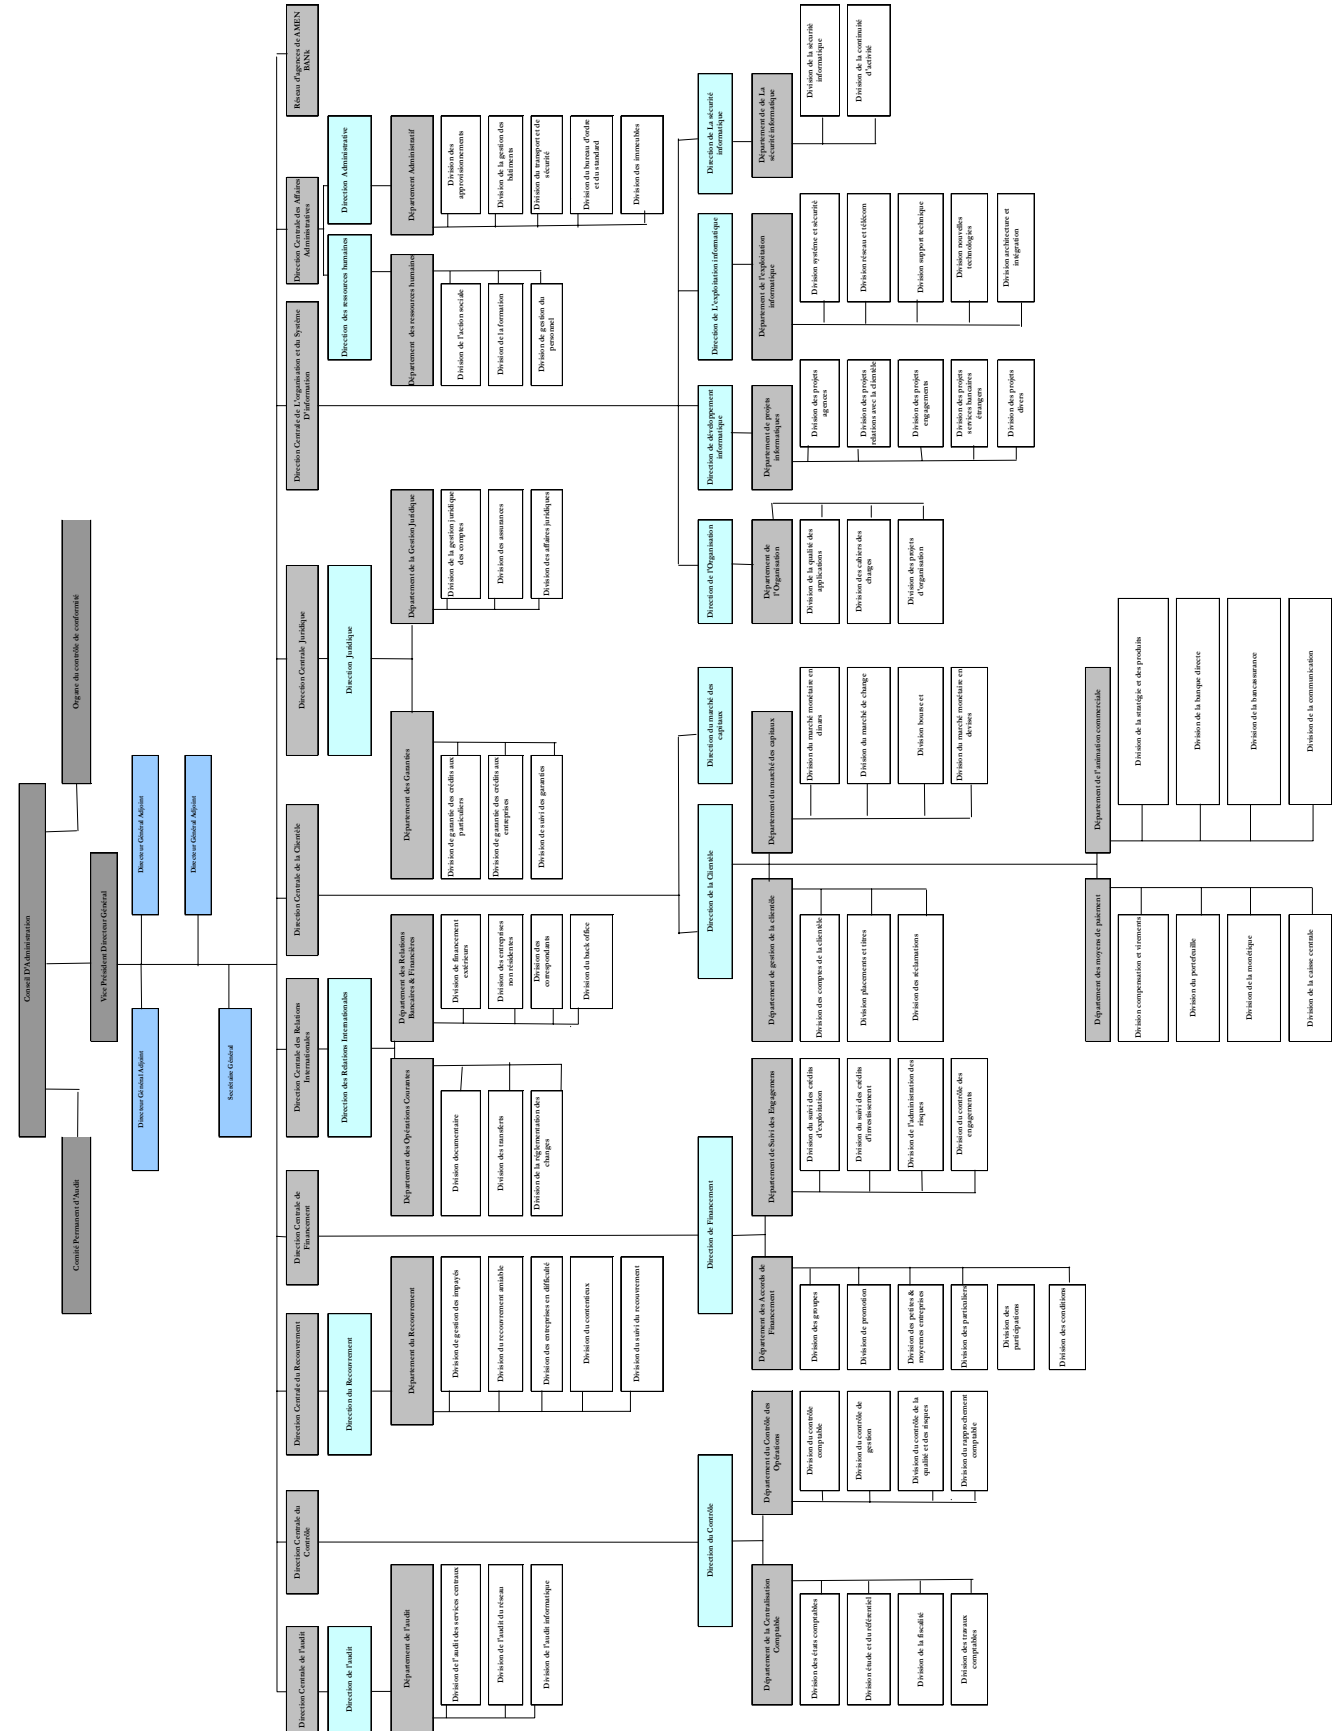 Conseil D'Administration
Comité Permanent d'Audit
Organe du contrôle de conformité
Vice Président Directeur Général
Directeur Général Adjoint
Directeur Général Adjoint
Directeur Général Adjoint
Secrétaire Général
Direction Centrale de l'audit
Direction Centrale du
Contrôle
Direction Centrale du Recouvrement
Direction Centrale de
Financement
Direction Centrale des Relations
Internationales
Direction Centrale de la Clientèle
Direction Centrale Juridique
Direction Centrale de L'organisation et du Système
D'information
Direction Centrale des Affaires
Administratives
Réseau d'agences de AMEN
BANk
Direction de l'audit
Direction du Recouvrement
Direction des Relations Internationales
Direction Juridique
Direction des ressources humaines
Direction Administrative
Département de l'audit
Division de l'audit des services centraux
Division de l'audit du réseau
Division de l'audit informatique
Département du Recouvrement
Division de gestion des impayés
Division du recouvrement amiable
Division des entreprises en difficulté
Division du contentieux
Division du suivi du recouvrement
Département des Opérations Courantes
Division documentaire
Division des transferts
Division de la réglementation des
changes
Département des Relations
Bancaires & Financières
Division de financement
extérieurs
Division des entreprises
non résidentes
Division des
correspondants
Division du back office
Département des Garanties
Division de garantie des crédits aux
particuliers
Division de garantie des crédits aux
entreprises
Division de suivi des garanties
Département de la Gestion Juridique
Division de la gestion juridique
des comptes
Division des assurances
Division des affaires juridiques
Département des ressources humaines
Division de l'action sociale
Division de la formation
Division de gestion du
personnel
Département Administratif
Division des
approvisionnements
Division de la gestion des
bâtiments
Division du transport et de
sécurité
Division du bureau d'ordre
et du standard
Division des immeubles
Direction du Contrôle
Direction de Financement
Direction de la Clientèle
Direction du marché des
capitaux
Direction de l'Organisation
Direction de développement
informatique
Direction de L'exploitation informatique
Direction de La sécurité
informatique
Département de la Centralisation
Comptable
Division des états comptables
Division étude et du référentiel
Division de la fiscalité
Division des travaux
comptables
Département du Contrôle des
Opérations
Division du contrôle
comptable
Division du contrôle de
gestion
Division du contrôle de la
qualité et des risques
Division du rapprochement
comptable
Département des Accords de
Financement
Division des groupes
Division de promotion
Division des petites &
moyennes entreprises
Division des particuliers
Division des
participations
Division des conditions
Département de Suivi des Engagemens
Division du suivi des crédits
d'exploitation
Division du suivi des crédits
d'investissement
Division de l'administration des
risques
Division du contrôle des
engagements
Département de gestion de la clientèle
Division des comptes de la clientèle
Division placements et titres
Division des réclamations
Département du marché des capitaux
Division du marché monétaire en
dinars
Division du marché de change
Division bourse et
Division du marché monétaire en
devises
Département de
l'Organisation
Division de la qualité des
applications
Division des cahiers des
charges
Division des projets
d'organisation
Département de projets
informatiques
Division des projets
agences
Division des projets
relations avec la clientèle
Division des projets
engagements
Division des projets
services bancaires
étrangers
Division des projets
divers
Département de l'exploitation
informatique
Division système et sécurité
Division réseau et télécom
Division support technique
Division nouvelles
technologies
Division architecture et
intégration
Département de La
sécurité informatique
Division de la sécurité
informatique
Division de la continuité
d'activité
Département des moyens de paiement
Division compensation et virements
Division du portefeuille
Division de la monétique
Division de la caisse centrale
Département de l'animation commerciale
Division de la stratégie et des produits
Division de la banque directe
Division de la bancassurance
Division de la communication